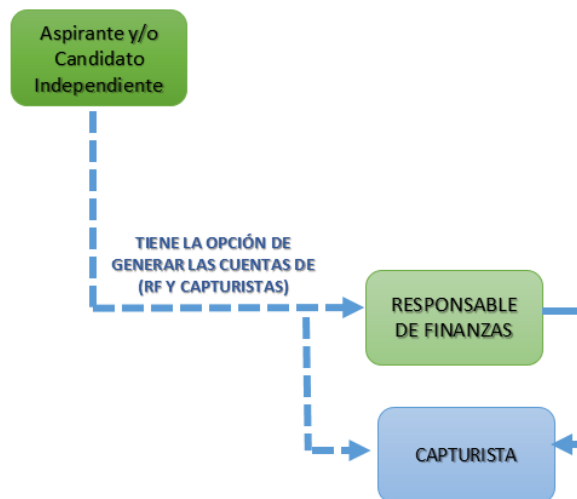 Aspirante y/o
Candidato
Independiente
TIENE LA OPCIÓN DE
GENERAR LAS CUENTAS DE
(RF Y CAPTURISTAS)
RESPONSABLE
DE FINANZAS
CAPTURISTA